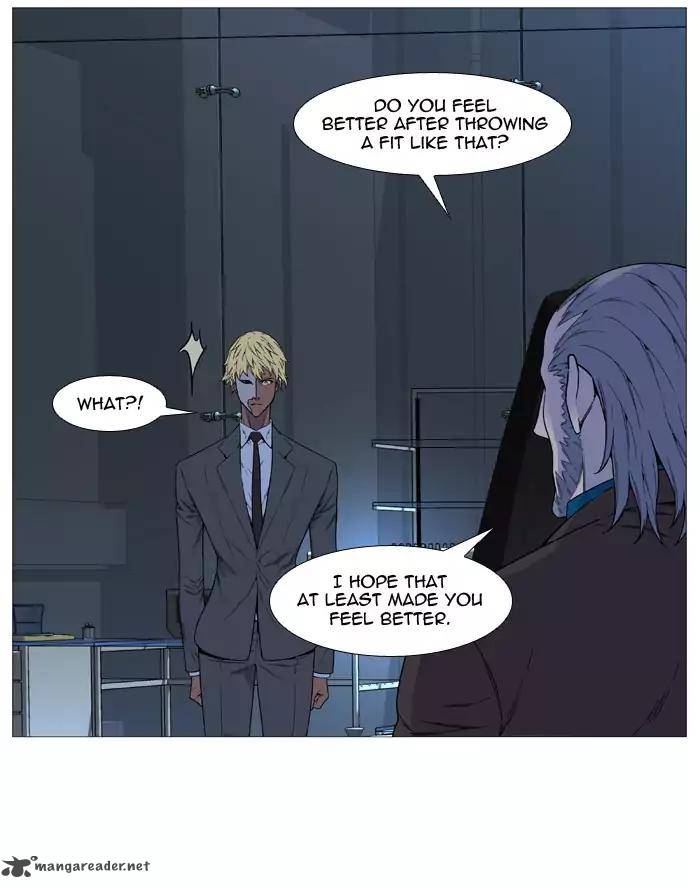 DO YOU FEEL
BETTER AFTER THROWING
A FIT LIKE THAT?
WHAT?!
I HOPE THAT
AT LEAST MADE YOU
FEEL BETTER.
mangareader.net